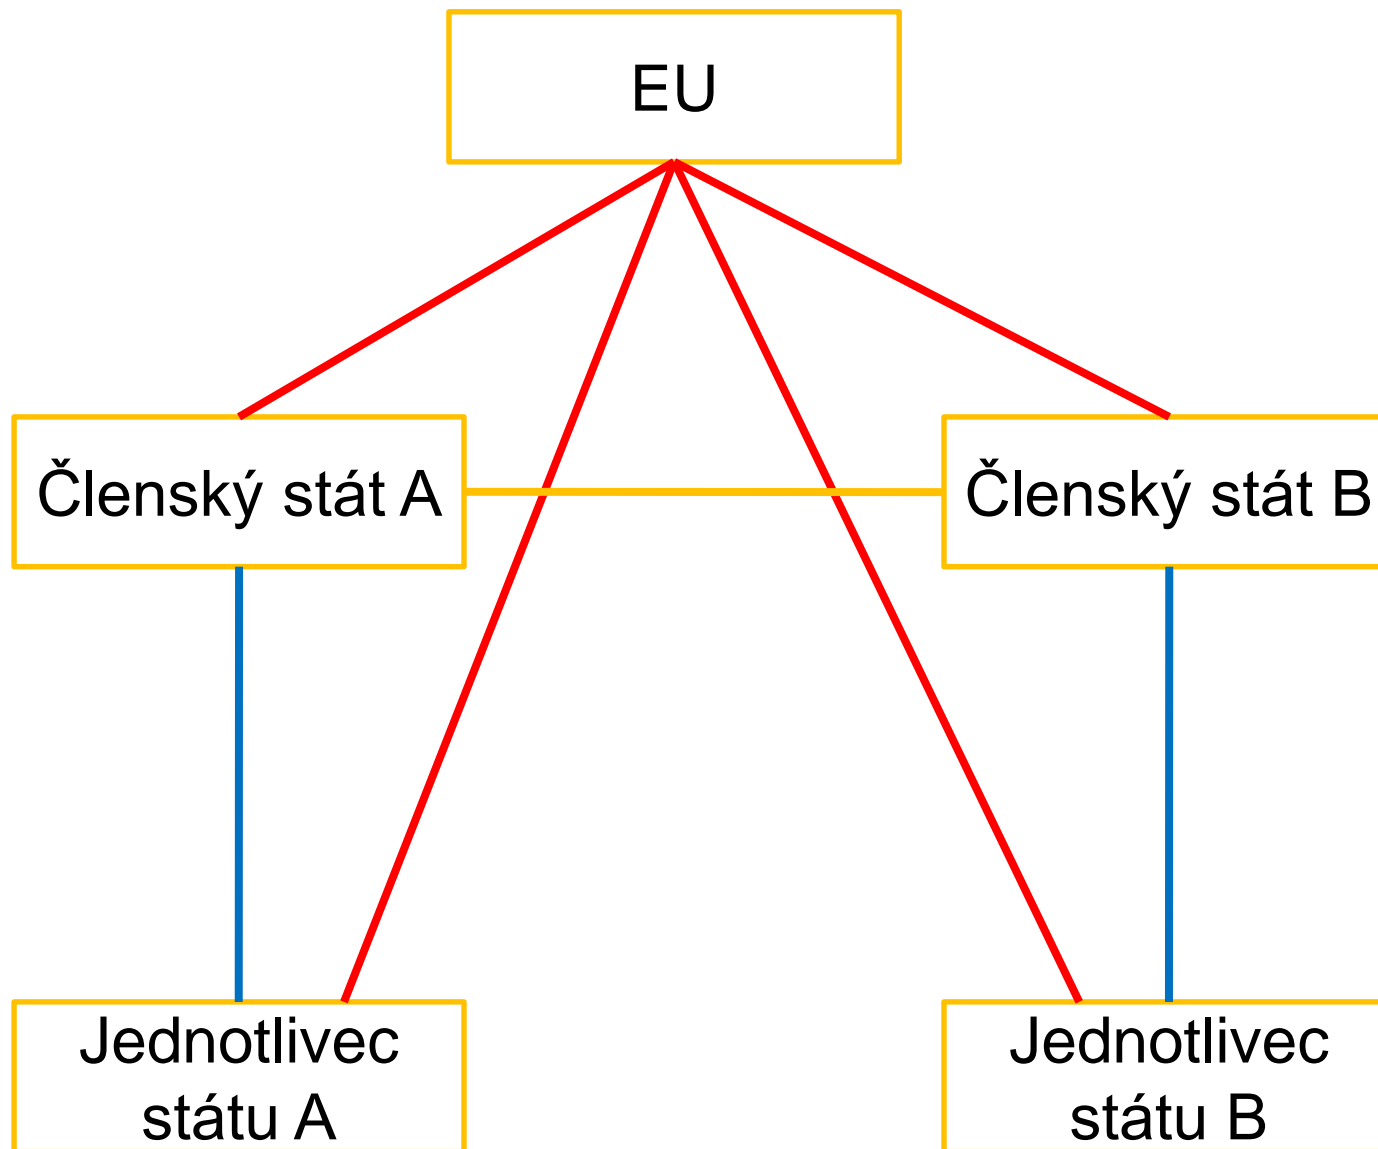 EU
Členský stát A
Členský stát B
Jednotlivec
státu A
Jednotlivec
státu B